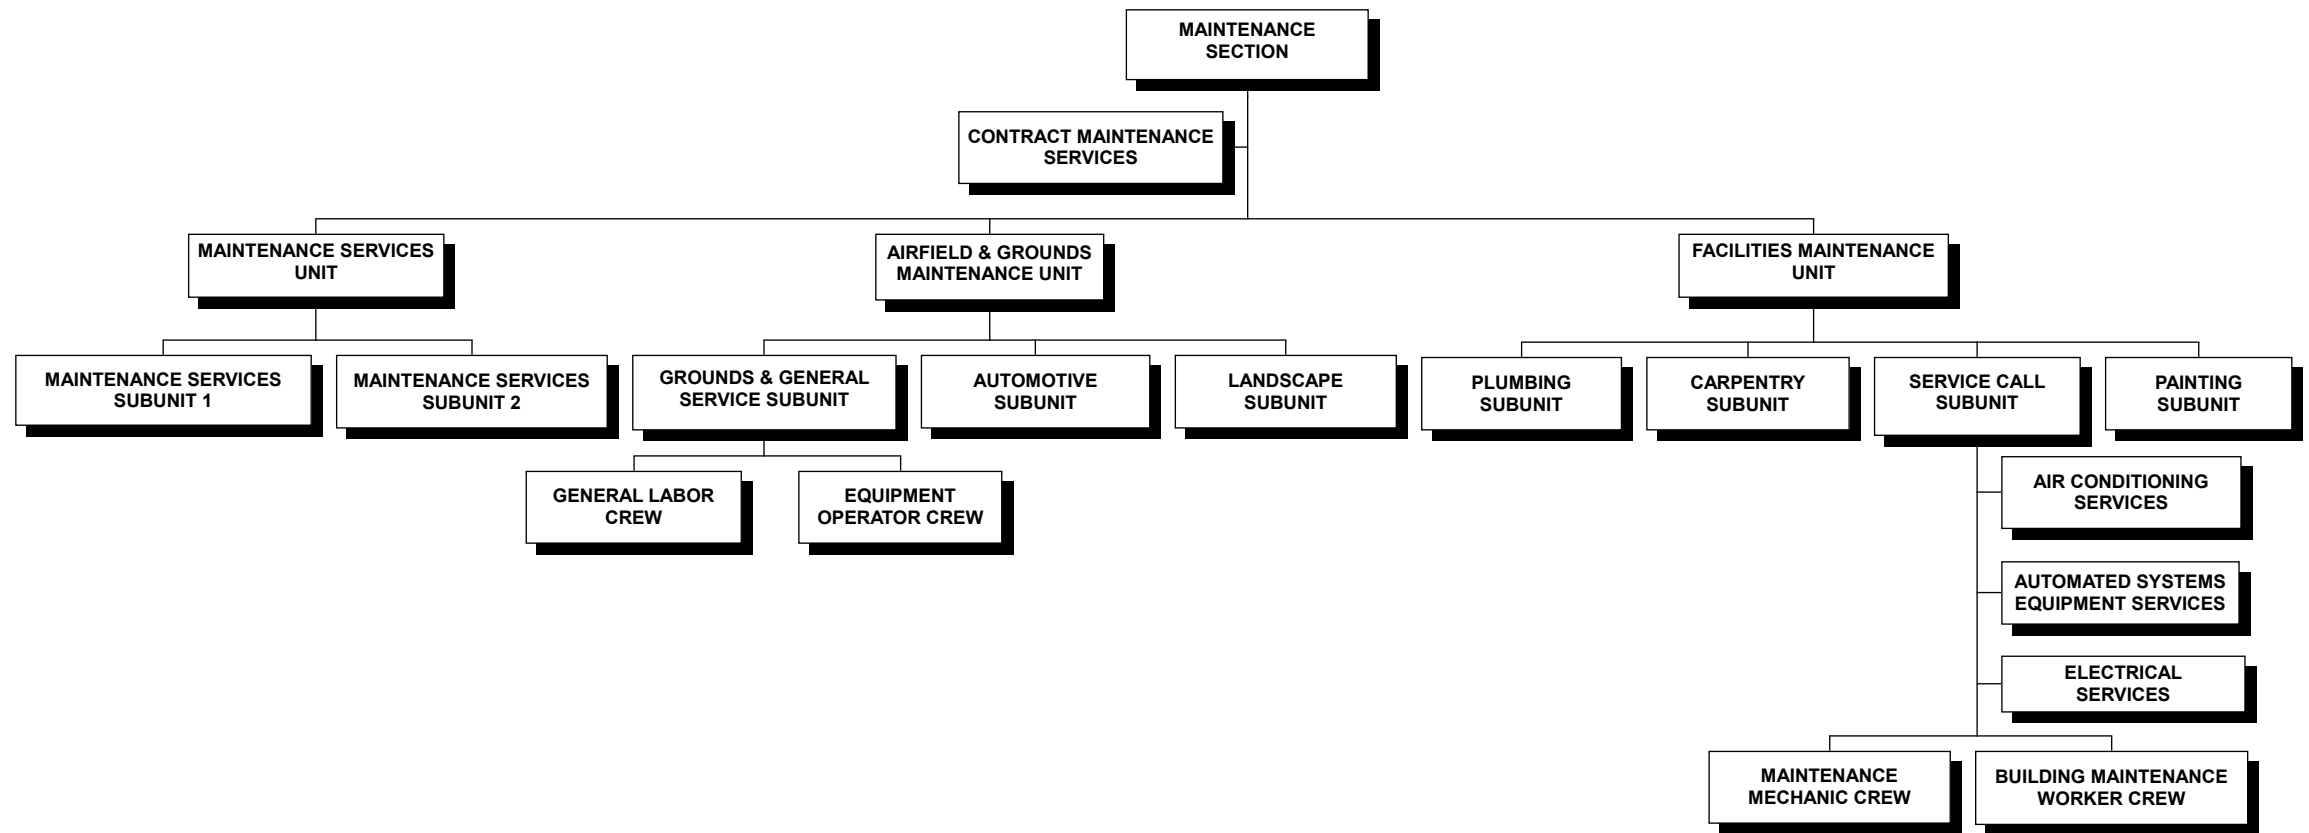 MAINTENANCE
SECTION
CONTRACT MAINTENANCE
SERVICES
MAINTENANCE SERVICES
UNIT
AIRFIELD & GROUNDS
MAINTENANCE UNIT
FACILITIES MAINTENANCE
UNIT
MAINTENANCE SERVICES
SUBUNIT 1
MAINTENANCE SERVICES
SUBUNIT 2
GROUNDS & GENERAL
SERVICE SUBUNIT
AUTOMOTIVE
SUBUNIT
LANDSCAPE
SUBUNIT
PLUMBING
SUBUNIT
CARPENTRY
SUBUNIT
SERVICE CALL
SUBUNIT
PAINTING
SUBUNIT
GENERAL LABOR
CREW
EQUIPMENT
OPERATOR CREW
AIR CONDITIONING
SERVICES
AUTOMATED SYSTEMS
EQUIPMENT SERVICES
ELECTRICAL
SERVICES
MAINTENANCE
MECHANIC CREW
BUILDING MAINTENANCE
WORKER CREW